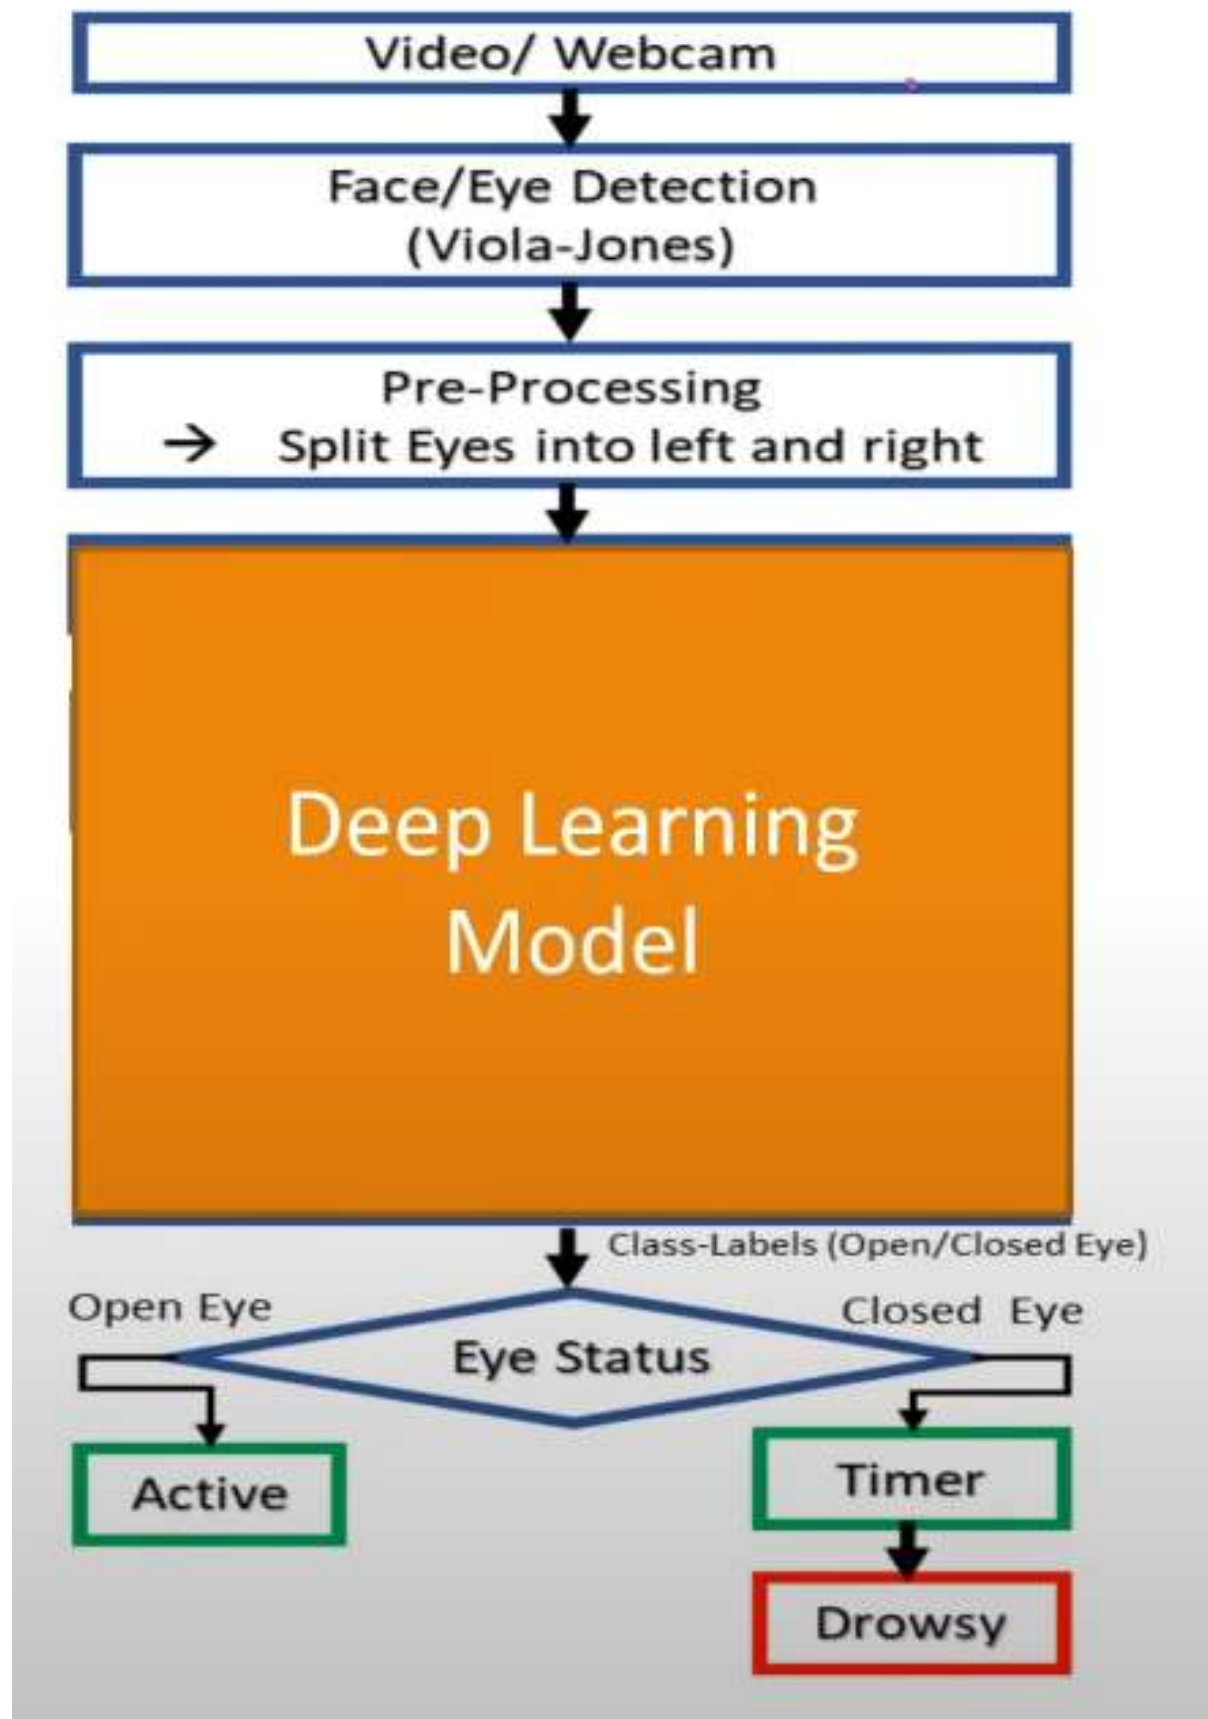 Video/ Webcam
Face/Eye Detection
(Viola-Jones)
Pre-Processing
→ Split Eyes into left and right
Deep Learning
Model
Class-Labels (Open/Closed Eye)
Open Eye
Closed Eye
Eye Status
Active
Timer
Drowsy